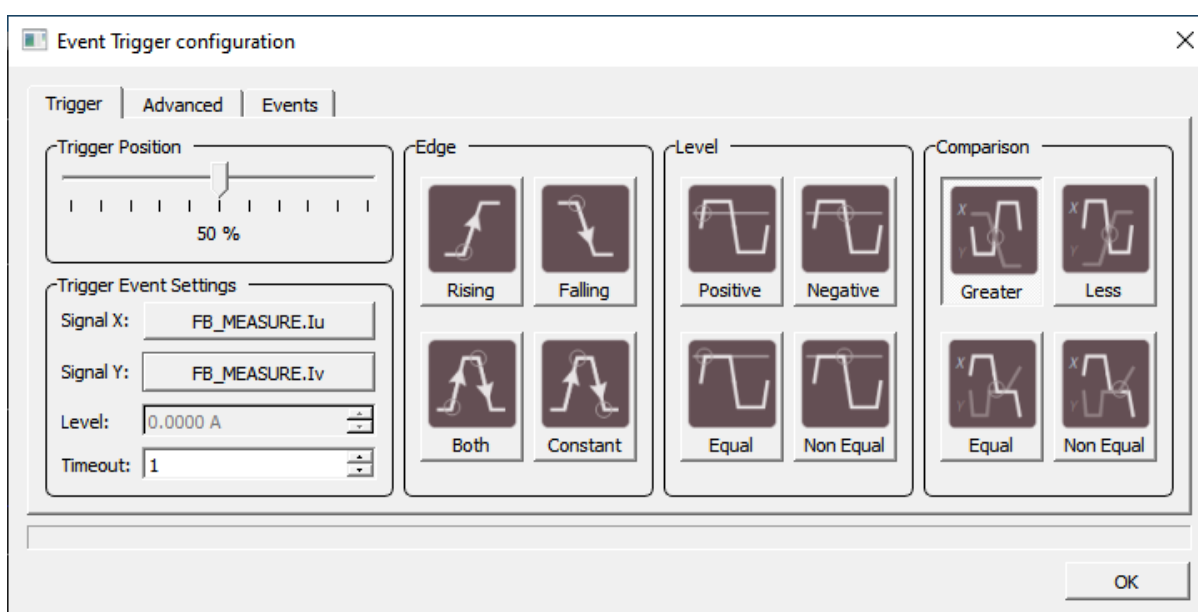 Event Trigger configuration
Trigger
Advanced
Events
Trigger Position
50 %
Trigger Event Settings
Signal X: FB_MEASURE.Iu
Signal Y: FB_MEASURE.Iv
Level: 0.0000 A
Timeout: 1
Edge
Rising
Falling
Both
Constant
Level
Positive
Negative
Equal
Non Equal
Comparison
X
Y
Greater
X
Y
Less
X
Y
Equal
X
Y
Non Equal
OK